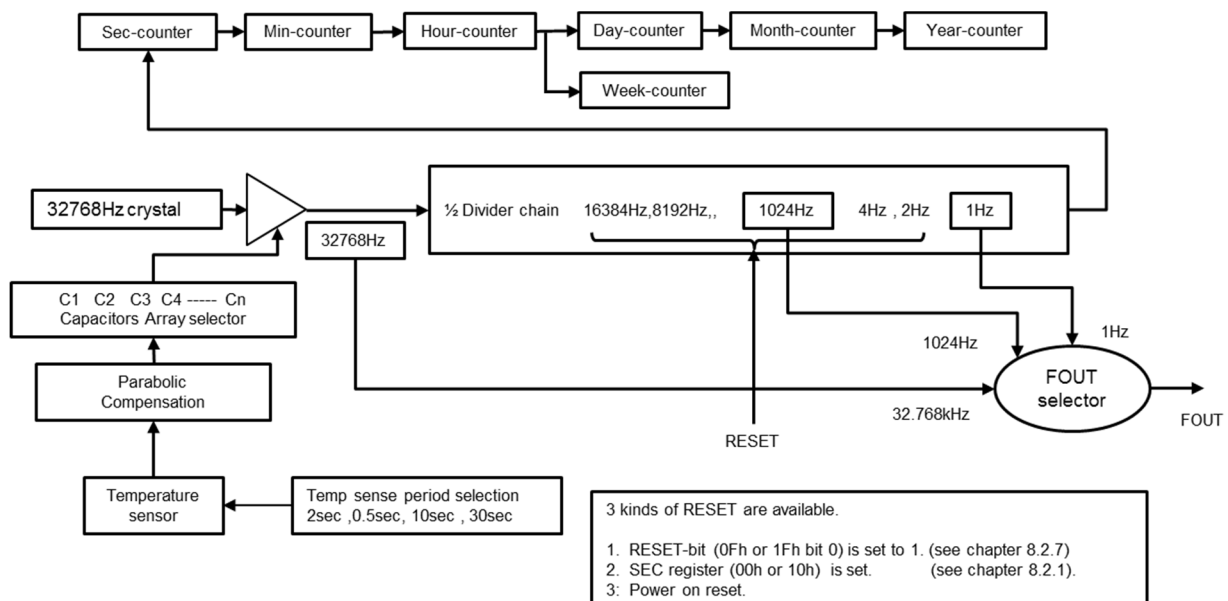 Sec-counter
Min-counter
Hour-counter
Day-counter
Month-counter
Year-counter
Week-counter
32768Hz crystal
32768Hz
½ Divider chain 16384Hz,8192Hz,, 1024Hz 4Hz , 2Hz 1Hz
C1 C2 C3 C4 ----- Cn
Capacitors Array selector
Parabolic
Compensation
1024Hz
1Hz
32.768kHz
FOUT
selector
FOUT
RESET
Temperature
sensor
Temp sense period selection
2sec ,0.5sec, 10sec , 30sec
3 kinds of RESET are available.
1. RESET-bit (0Fh or 1Fh bit 0) is set to 1. (see chapter 8.2.7)
2. SEC register (00h or 10h) is set. (see chapter 8.2.1).
3: Power on reset.